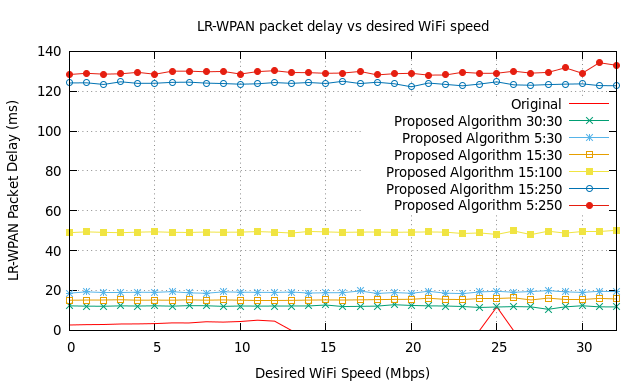 LR-WPAN packet delay vs desired WiFi speed
LR-WPAN Packet Delay (ms)
140
120
100
80
60
40
20
0
Original
Proposed Algorithm 30:30
Proposed Algorithm 5:30
Proposed Algorithm 15:30
Proposed Algorithm 15:100
Proposed Algorithm 15:250
Proposed Algorithm 5:250
0 5 10 15 20 25 30
Desired WiFi Speed (Mbps)